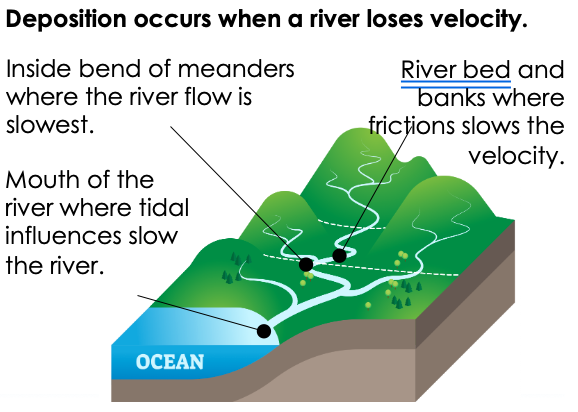 Deposition occurs when a river loses velocity.
Inside bend of meanders
where the river flow is
slowest.
River bed and
banks where
frictions slows the
velocity.
Mouth of the
river where tidal
influences slow
the river.
OCEAN